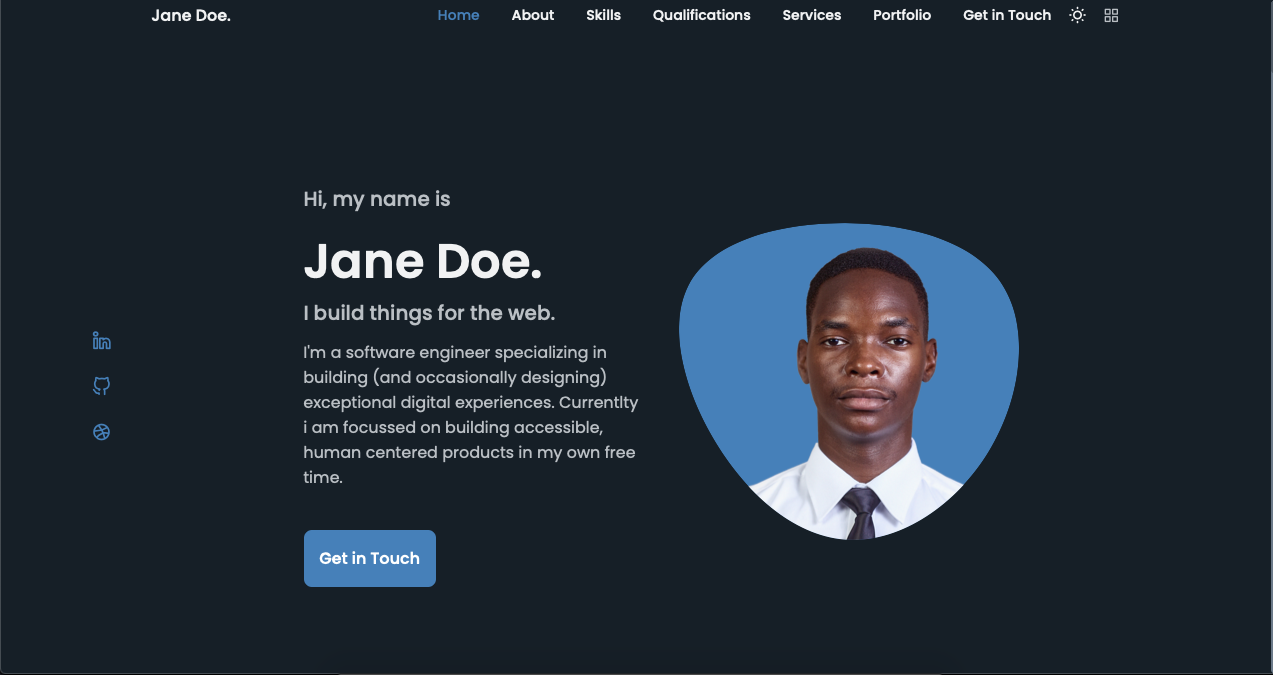 Jane Doe.
Home About Skills Qualifications Services Portfolio Get in Touch
Hi, my name is
Jane Doe.
I build things for the web.
I'm a software engineer specializing in
building (and occasionally designing)
exceptional digital experiences. Currentlty
i am focussed on building accessible,
human centered products in my own free
time.
Get in Touch